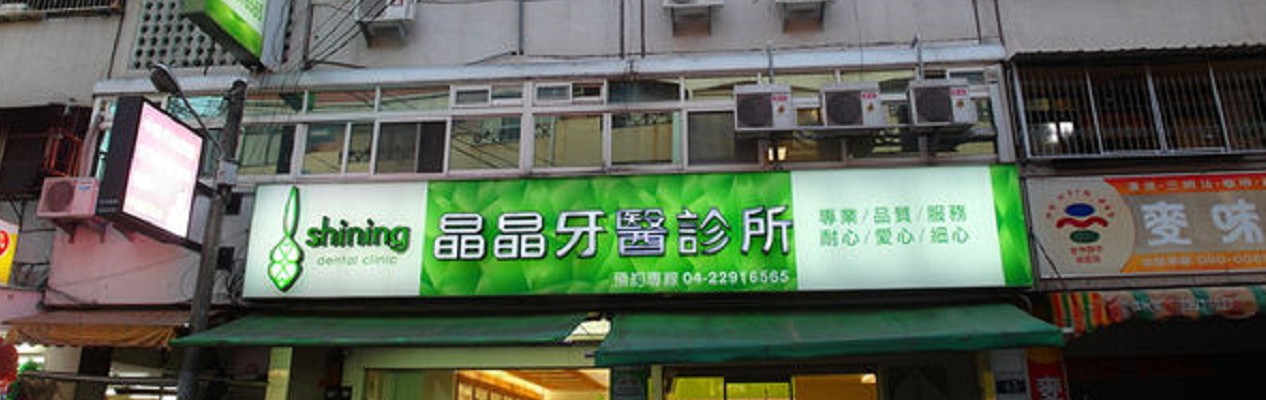 shining
dental clinic
晶晶牙醫診所
預約專線 04-22916565
專業/品質/服務
耐心/愛心/細心
麥味